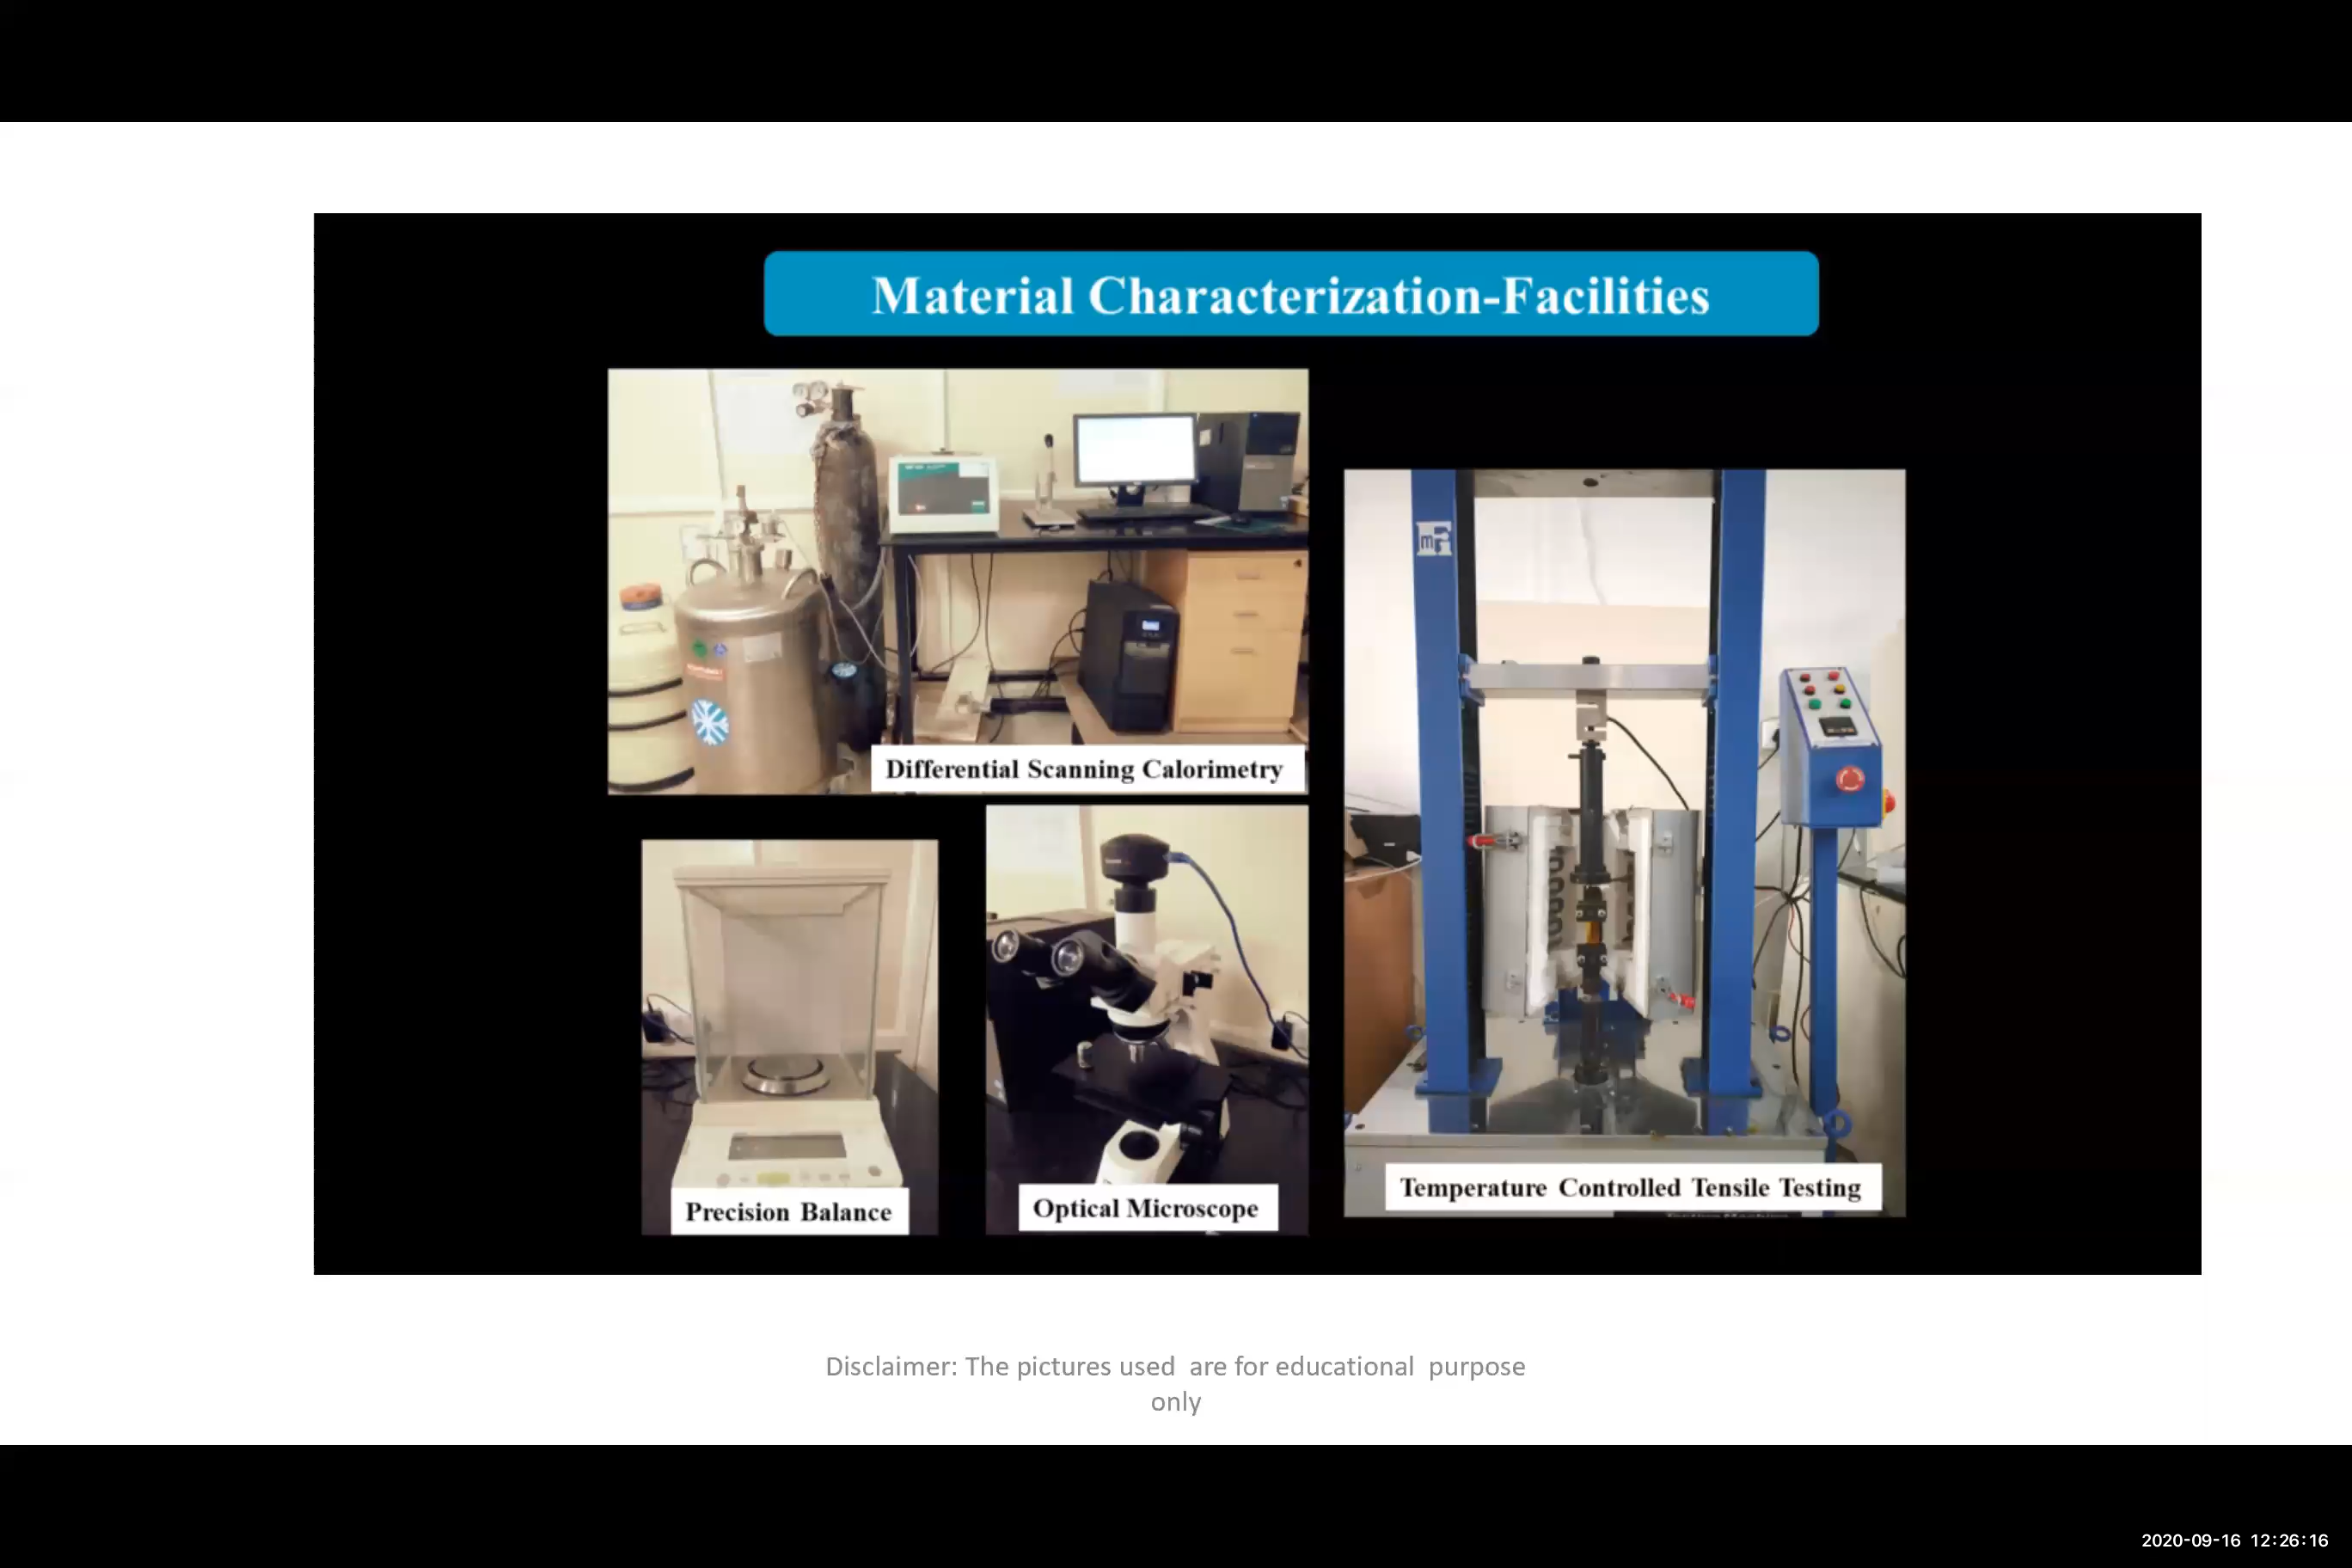 Material Characterization-Facilities
Differential Scanning Calorimetry
Precision Balance
Optical Microscope
Temperature Controlled Tensile Testing
Disclaimer: The pictures used are for educational purpose
only
2020-09-16 12:26:16